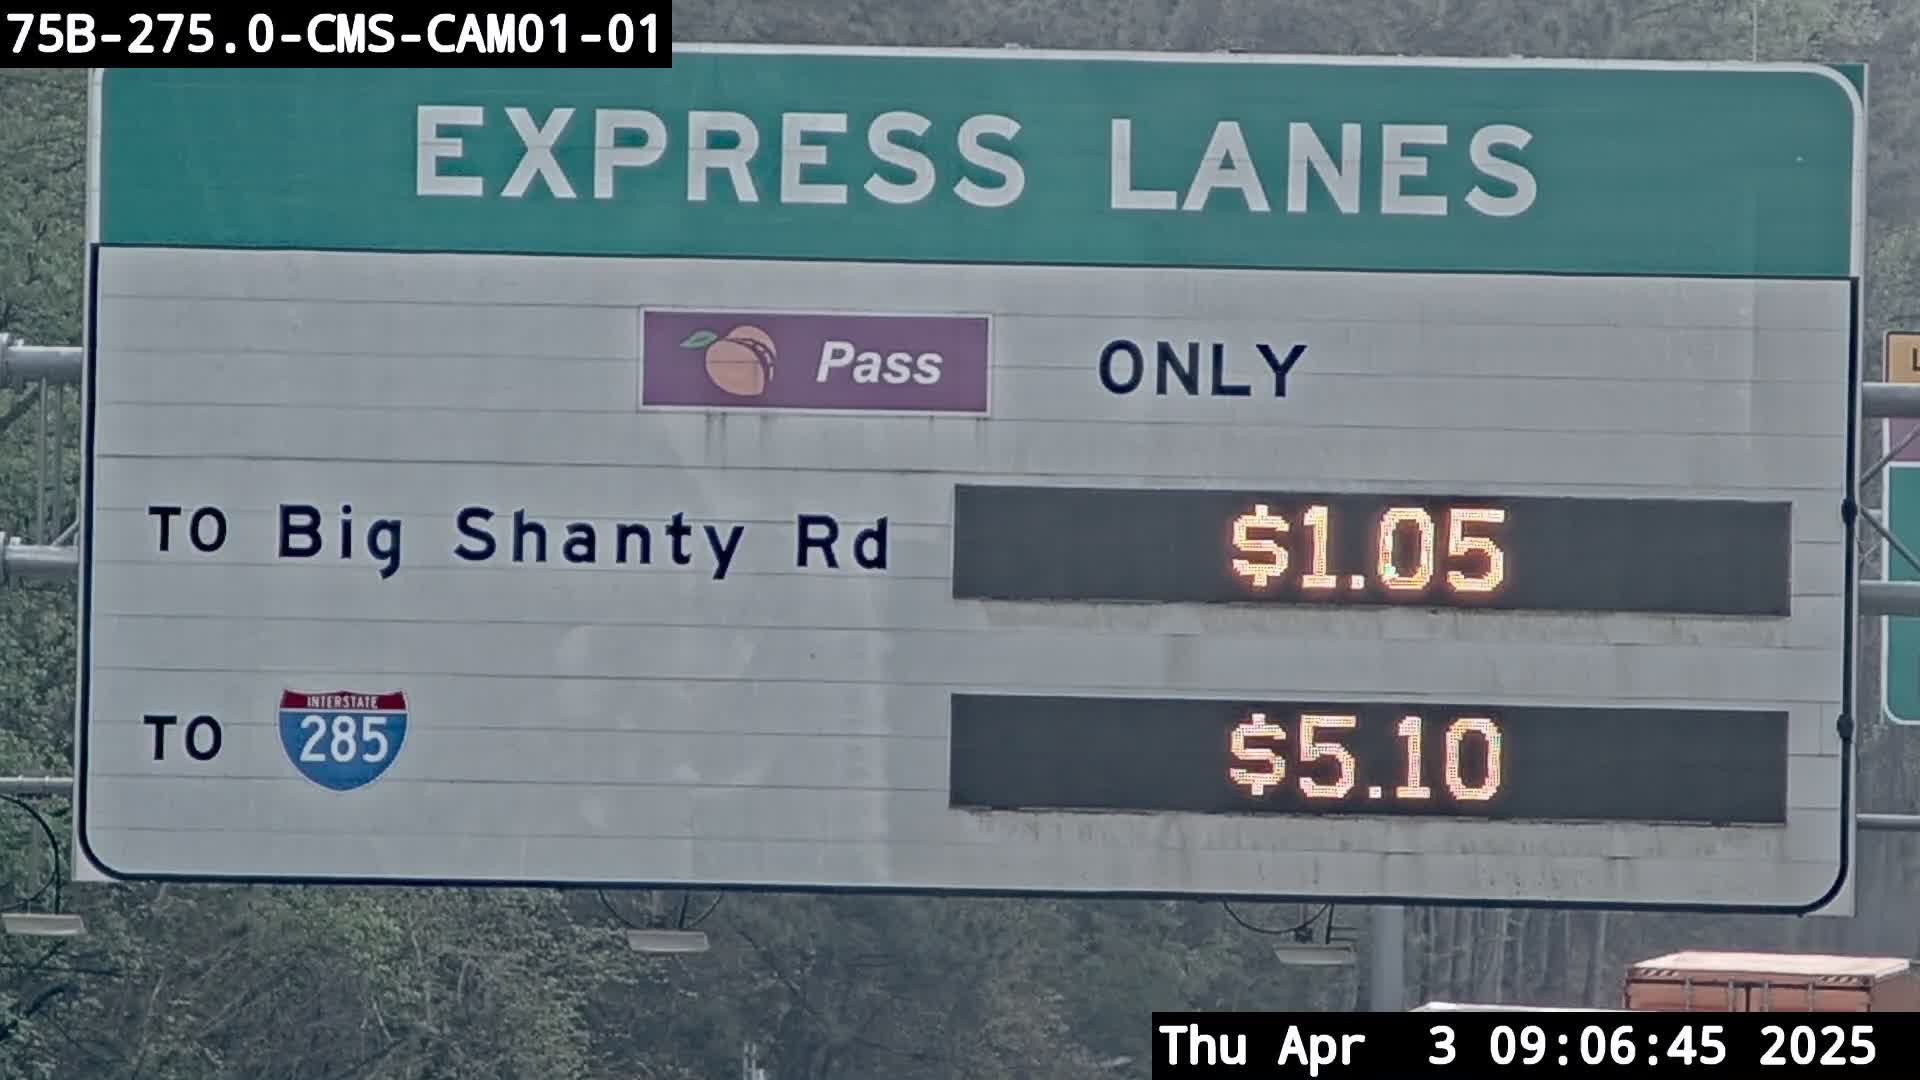 75B-275.0-CMS-CAM01-01
EXPRESS LANES
Pass ONLY
TO Big Shanty Rd $1.05
TO INTERSTATE 285 $5.10
Thu Apr 3 09:06:45 2025